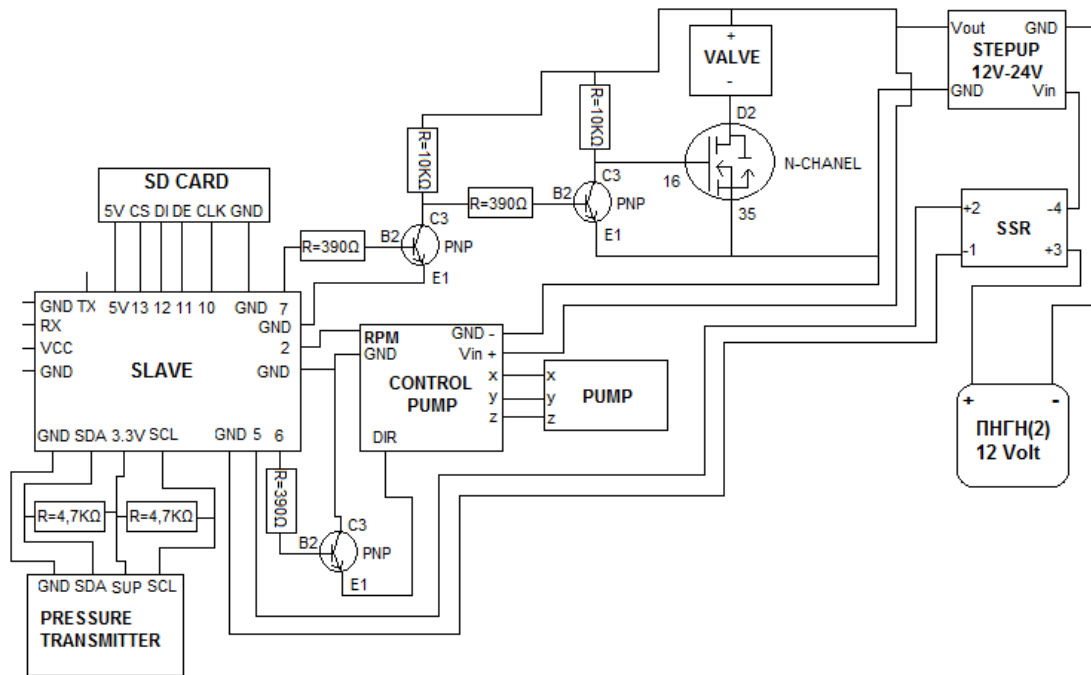 Vout GND
STEPUP
12V-24V
GND Vin
+
VALVE
-
D2
N-CHANEL
16
35
R=10KΩ
R=10KΩ
C3
B2
PNP
E1
R=390Ω
C3
B2
PNP
E1
R=390Ω
SD CARD
5V CS DI DE CLK GND
+2 -4
SSR
-1 +3
GND TX 5V 13 12 11 10 GND 7
RX GND
VCC 2
SLAVE
GND GND
GND SDA 3.3V SCL GND 5 6
RPM GND -
GND Vin +
CONTROL
PUMP
x
y
z
DIR
x
y PUMP
z
+ -
ΠΗΓΗ(2)
12 Volt
R=390Ω
R=4,7KΩ R=4,7KΩ
C3
B2
PNP
E1
GND SDA SUP SCL
PRESSURE
TRANSMITTER